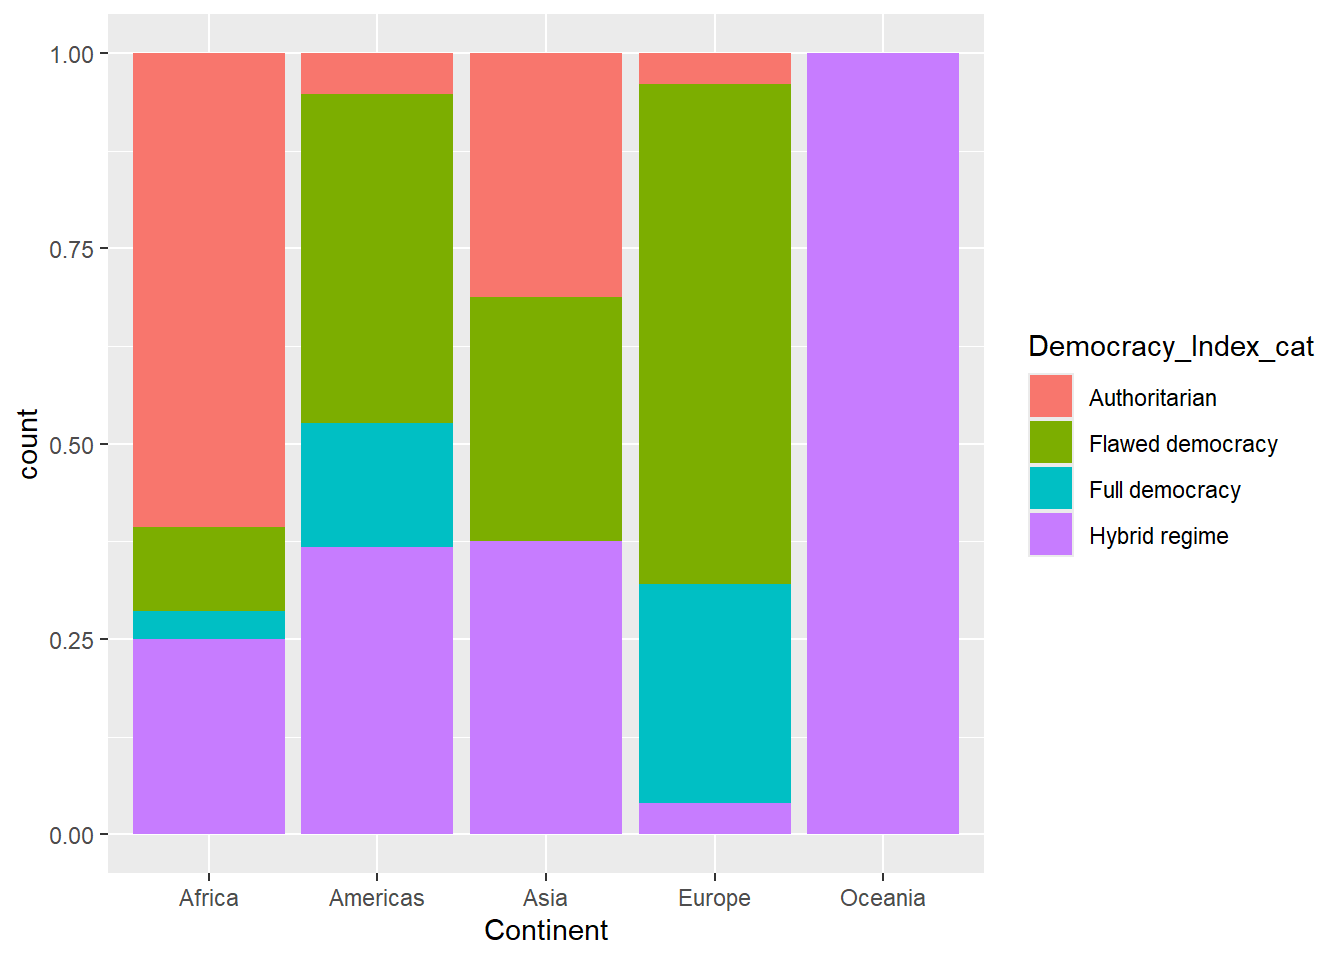 1.00
0.75
0.50
0.25
0.00
count
Africa
Americas
Asia
Europe
Oceania
Continent
Democracy_Index_cat
Authoritarian
Flawed democracy
Full democracy
Hybrid regime